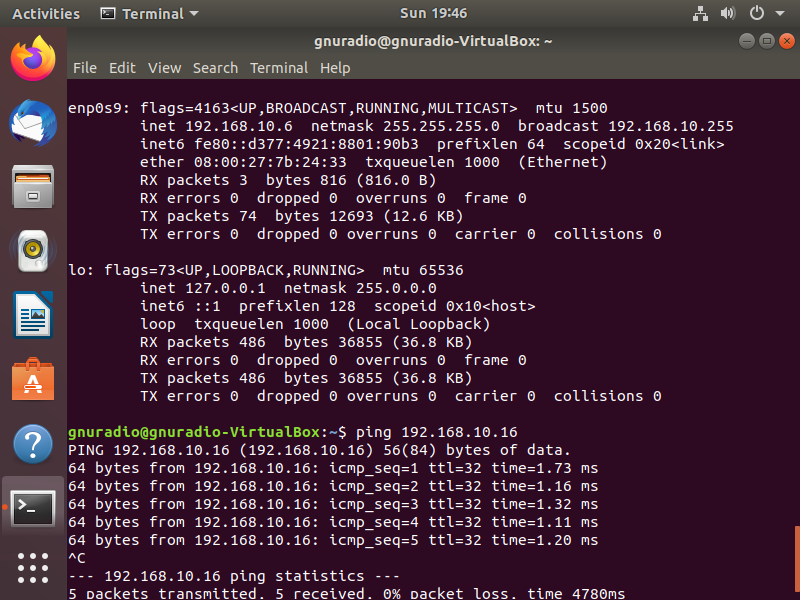 Activities Terminal Sun 19:46
gnuradio@gnuradio-VirtualBox: ~
File Edit View Search Terminal Help
enp0s9: flags=4163<UP,BROADCAST,RUNNING,MULTICAST>  mtu 1500
        inet 192.168.10.6  netmask 255.255.255.0  broadcast 192.168.10.255
        inet6 fe80::d377:4921:8801:90b3  prefixlen 64  scopeid 0x20<link>
        ether 08:00:27:7b:24:33  txqueuelen 1000  (Ethernet)
        RX packets 3  bytes 816 (816.0 B)
        RX errors 0  dropped 0  overruns 0  frame 0
        TX packets 74  bytes 12693 (12.6 KB)
        TX errors 0  dropped 0 overruns 0  carrier 0  collisions 0
lo: flags=73<UP,LOOPBACK,RUNNING>  mtu 65536
        inet 127.0.0.1  netmask 255.0.0.0
        inet6 ::1  prefixlen 128  scopeid 0x10<host>
        loop  txqueuelen 1000  (Local Loopback)
        RX packets 486  bytes 36855 (36.8 KB)
        RX errors 0  dropped 0  overruns 0  frame 0
        TX packets 486  bytes 36855 (36.8 KB)
        TX errors 0  dropped 0 overruns 0  carrier 0  collisions 0
gnuradio@gnuradio-VirtualBox:~$ ping 192.168.10.16
PING 192.168.10.16 (192.168.10.16) 56(84) bytes of data.
64 bytes from 192.168.10.16: icmp_seq=1 ttl=32 time=1.73 ms
64 bytes from 192.168.10.16: icmp_seq=2 ttl=32 time=1.16 ms
64 bytes from 192.168.10.16: icmp_seq=3 ttl=32 time=1.32 ms
64 bytes from 192.168.10.16: icmp_seq=4 ttl=32 time=1.11 ms
64 bytes from 192.168.10.16: icmp_seq=5 ttl=32 time=1.20 ms
^C
--- 192.168.10.16 ping statistics ---
5 packets transmitted, 5 received, 0% packet loss, time 4780ms